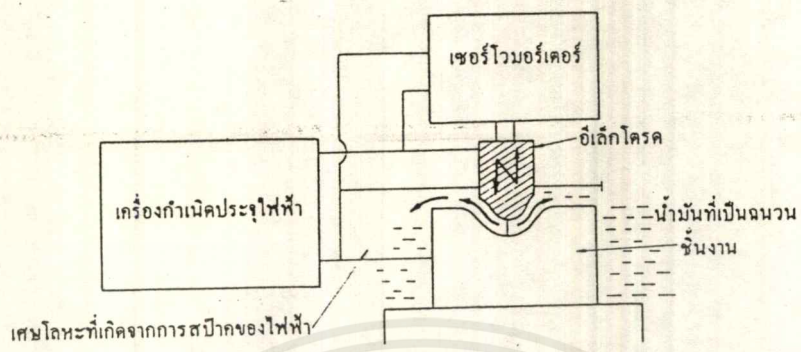 เซอร์โวมอร์เตอร์
อีเล็กโตรด
เครื่องกำเนิดประจุไฟฟ้า
น้ำมันที่เป็นฉนวน
ชิ้นงาน
เศษโลหะที่เกิดจากการสป๊าคของไฟฟ้า